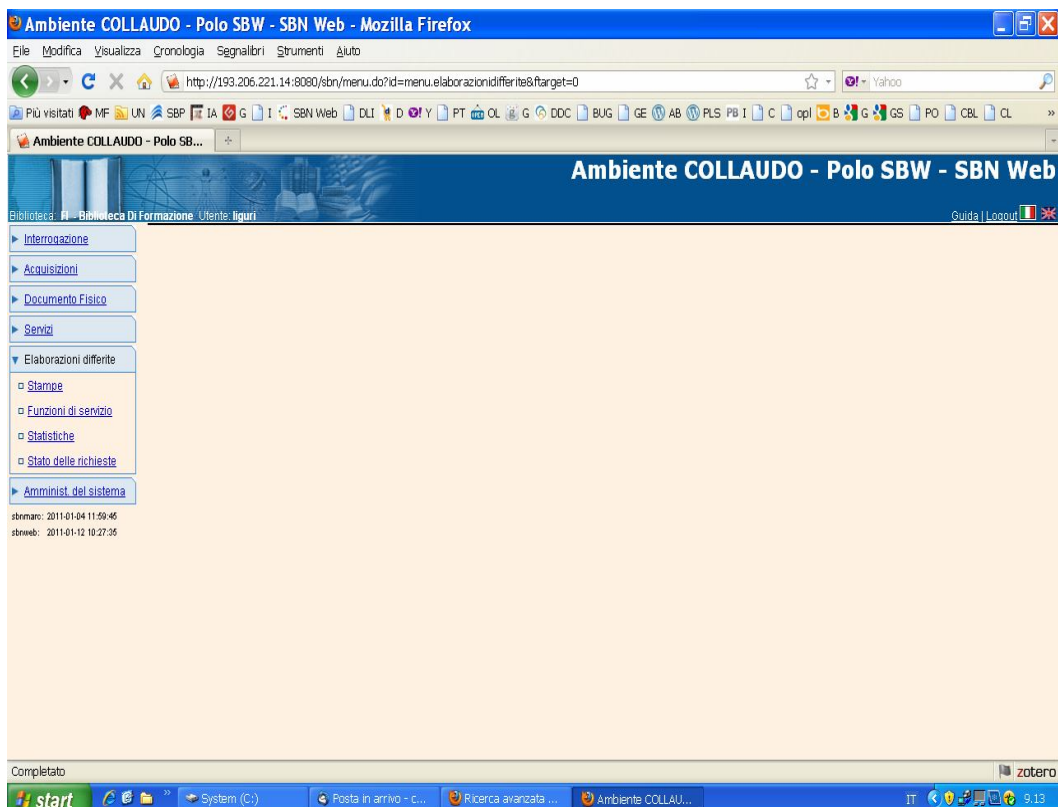 Ambiente COLLAUDO - Polo SBW - SBN Web - Mozilla Firefox
File Modifica Visualizza Cronologia Segnalibri Strumenti Aiuto
http://193.206.221.14:8080/sbn/menu.do?id=menu.elaborazionidifferite&ftarget=0
Yahoo
Più visitati MF UN SBP IA G I SBN Web DLI D Y PT OL G DDC BUG GE AB PLS I C opl B G GS PO CBL CL »
Ambiente COLLAUDO - Polo SB...
Ambiente COLLAUDO - Polo SBW - SBN Web
Biblioteca: FI - Biblioteca Di Formazione Utente: liguri
Guida | Logout
Interrogazione
Acquisizioni
Documento Fisico
Servizi
Elaborazioni differite
Stampe
Funzioni di servizio
Statistiche
Stato delle richieste
Amminist. del sistema
sbnmarc: 2011-01-04 11:59:46
sbnweb: 2011-01-12 10:27:35
Completato
zotero
start
» System (C:)
Posta in arrivo - c...
Ricerca avanzata ...
Ambiente COLLAU...
IT
9.13